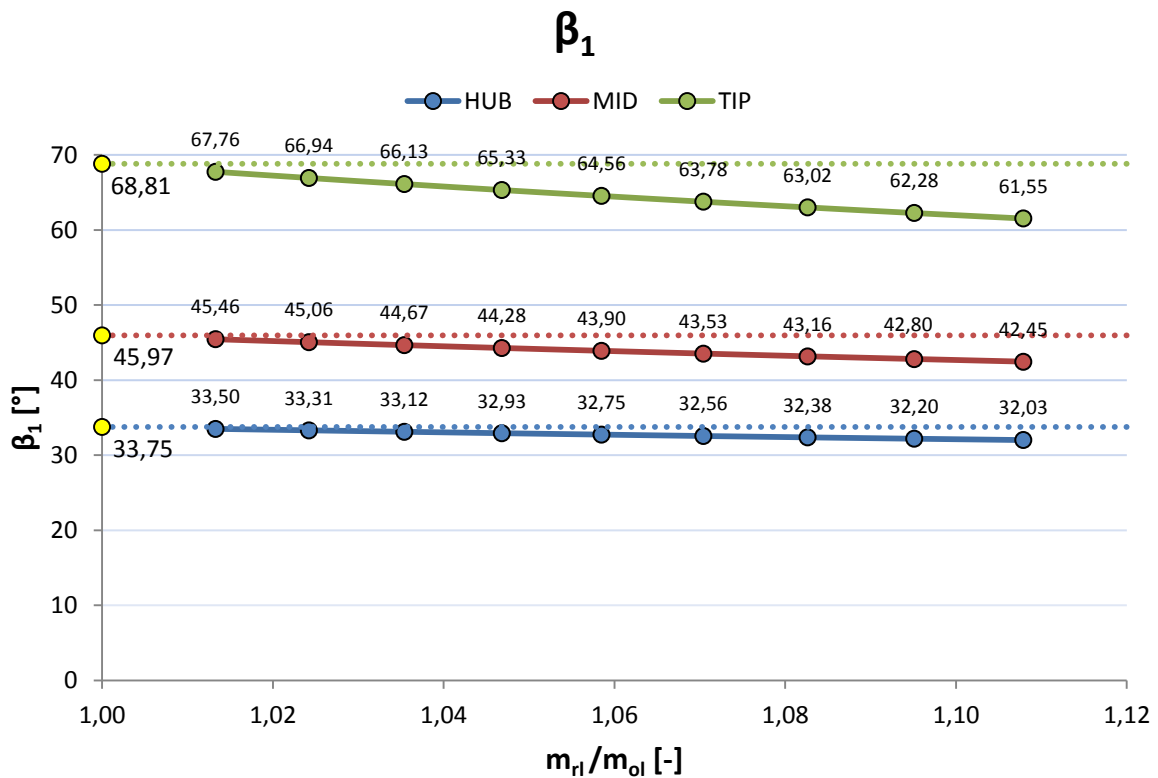 β1
HUB MID TIP
67,76 66,94 66,13 65,33 64,56 63,78 63,02 62,28 61,55
70
68,81
60
50
45,46 45,06 44,67 44,28 43,90 43,53 43,16 42,80 42,45
45,97
40
33,50 33,31 33,12 32,93 32,75 32,56 32,38 32,20 32,03
33,75
30
20
10
0
β1 [°]
1,00 1,02 1,04 1,06 1,08 1,10 1,12
mrl/mol [-]